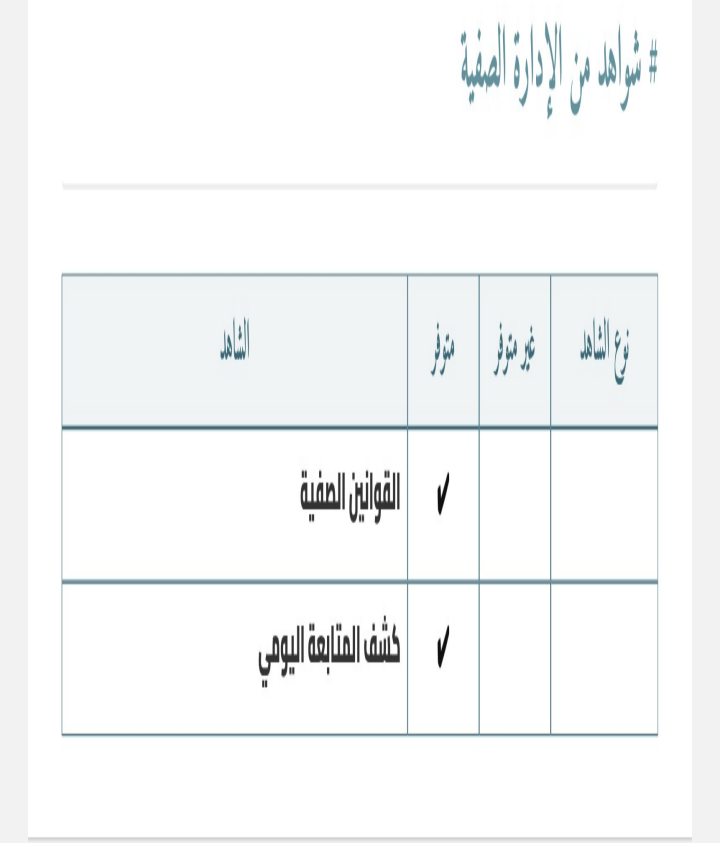 # شواهد من الإدارة الصفية
نوع الشاهد غير متوفر متوفر الشاهد
✔ القوانين الصفية
✔ كشف المتابعة اليومي